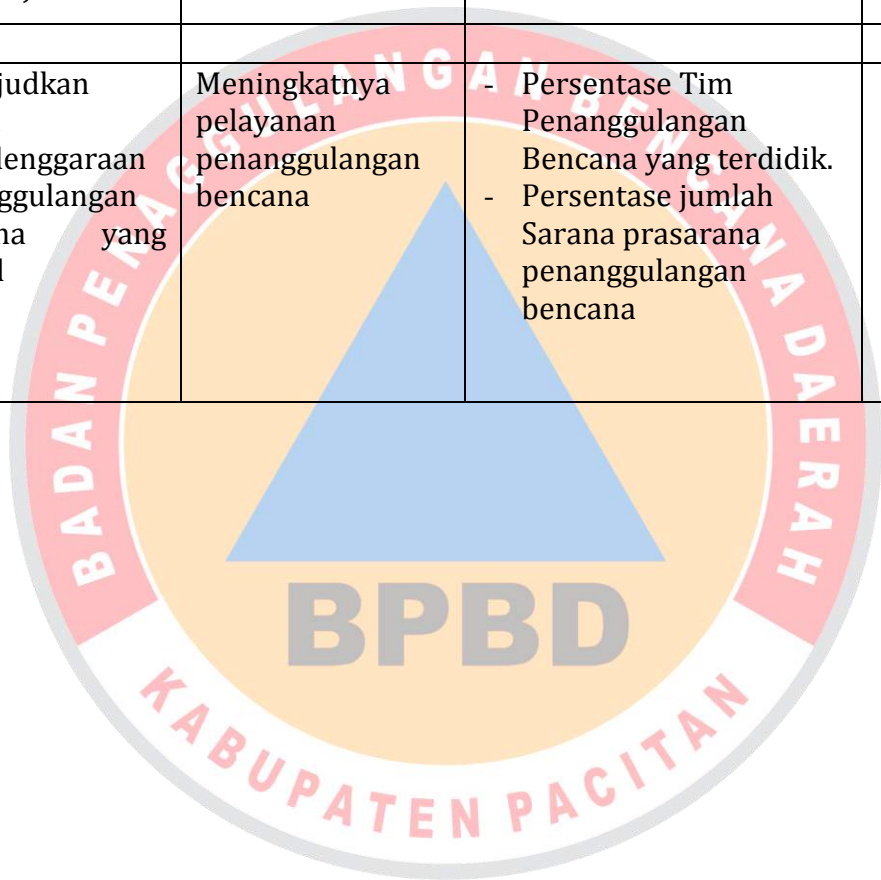 judkan
lenggaraan
ggulangan
na yang
Meningkatnya
pelayanan
penanggulangan
bencana
- Persentase Tim
Penanggulangan
Bencana yang terdidik.
- Persentase jumlah
Sarana prasarana
penanggulangan
bencana
BADAN PENAGGULANGAN BENCANA DAERAH
BPBD
KABUPATEN PACITAN